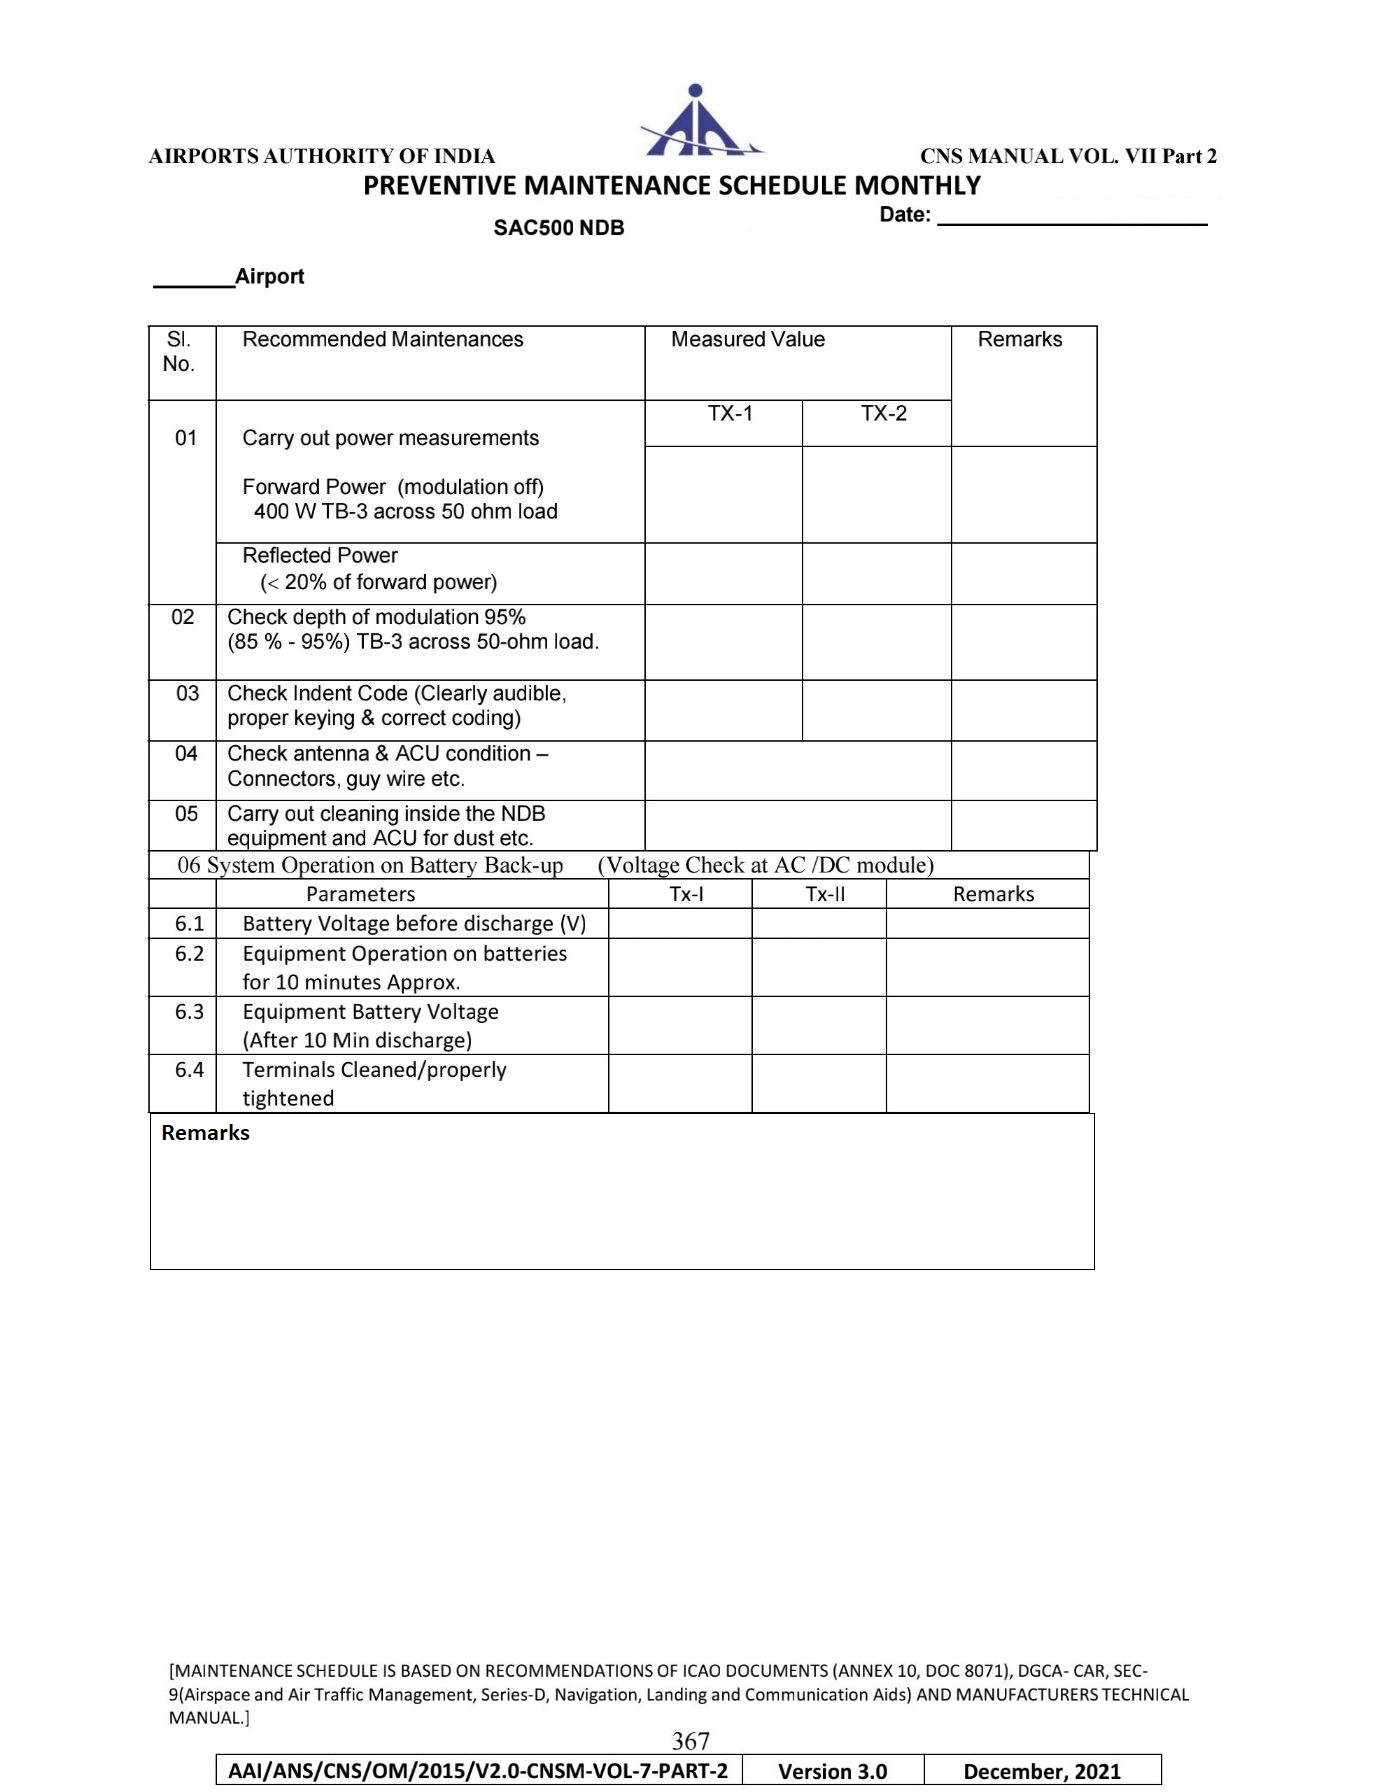 AIRPORTS AUTHORITY OF INDIA CNS MANUAL VOL. VII Part 2
PREVENTIVE MAINTENANCE SCHEDULE MONTHLY
Date:
SAC500 NDB
Airport
Sl. No. Recommended Maintenances Measured Value Remarks
TX-1 TX-2
01 Carry out power measurements
Forward Power (modulation off)
400 W TB-3 across 50 ohm load
Reflected Power
(< 20% of forward power)
02 Check depth of modulation 95%
(85 % - 95%) TB-3 across 50-ohm load.
03 Check Indent Code (Clearly audible,
proper keying & correct coding)
04 Check antenna & ACU condition –
Connectors, guy wire etc.
05 Carry out cleaning inside the NDB
equipment and ACU for dust etc.
06 System Operation on Battery Back-up (Voltage Check at AC /DC module)
Parameters Tx-I Tx-II Remarks
6.1 Battery Voltage before discharge (V)
6.2 Equipment Operation on batteries
for 10 minutes Approx.
6.3 Equipment Battery Voltage
(After 10 Min discharge)
6.4 Terminals Cleaned/properly
tightened
Remarks
[MAINTENANCE SCHEDULE IS BASED ON RECOMMENDATIONS OF ICAO DOCUMENTS (ANNEX 10, DOC 8071), DGCA- CAR, SEC-
9(Airspace and Air Traffic Management, Series-D, Navigation, Landing and Communication Aids) AND MANUFACTURERS TECHNICAL
MANUAL.]
367
AAI/ANS/CNS/OM/2015/V2.0-CNSM-VOL-7-PART-2 Version 3.0 December, 2021